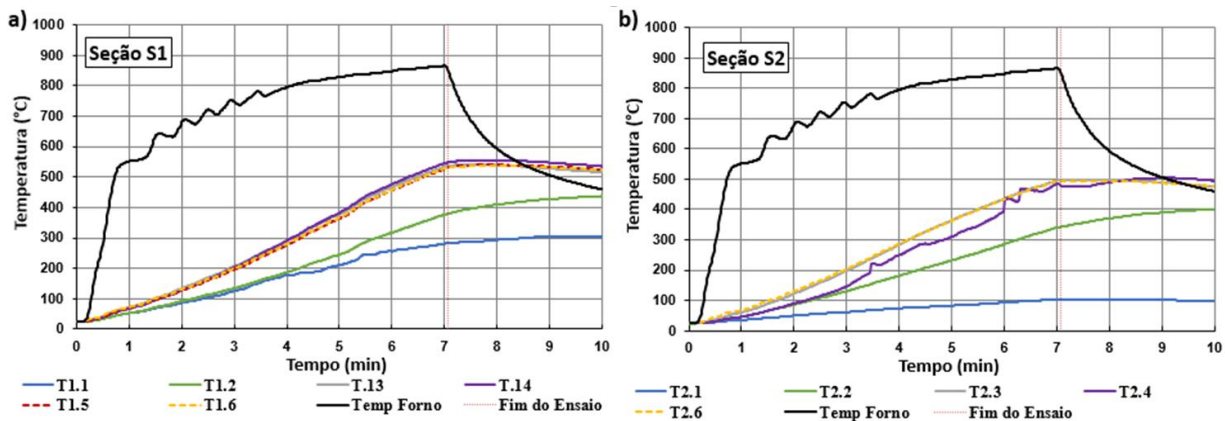 a)
Seção S1
Temperatura (°C)
1000
900
800
700
600
500
400
300
200
100
0
0 1 2 3 4 5 6 7 8 9 10
Tempo (min)
T1.1 T1.2 T.13 T.14
T1.5 T1.6 Temp Forno Fim do Ensaio
b)
Seção S2
Temperatura (°C)
1000
900
800
700
600
500
400
300
200
100
0
0 1 2 3 4 5 6 7 8 9 10
Tempo (min)
T2.1 T2.2 T2.3 T2.4
T2.6 Temp Forno Fim do Ensaio